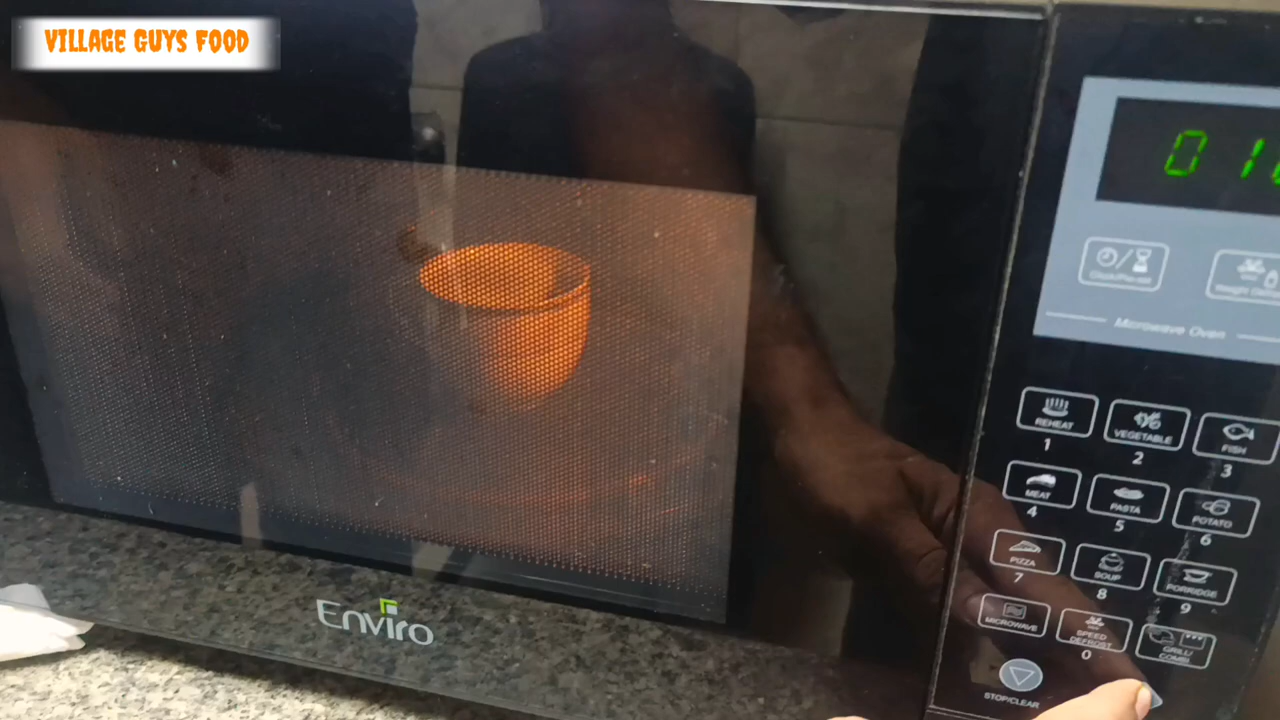 VILLAGE GUYS FOOD
01
Microwave Oven
REHEAT
1
VEGETABLE
2
FISH
3
MEAT
4
PASTA
5
POTATO
6
PIZZA
7
SOUP
8
PORRIDGE
9
MICROWAVE
SPEED
DEFROST
0
GRILL/
COMBI
STOP/CLEAR
Enviro